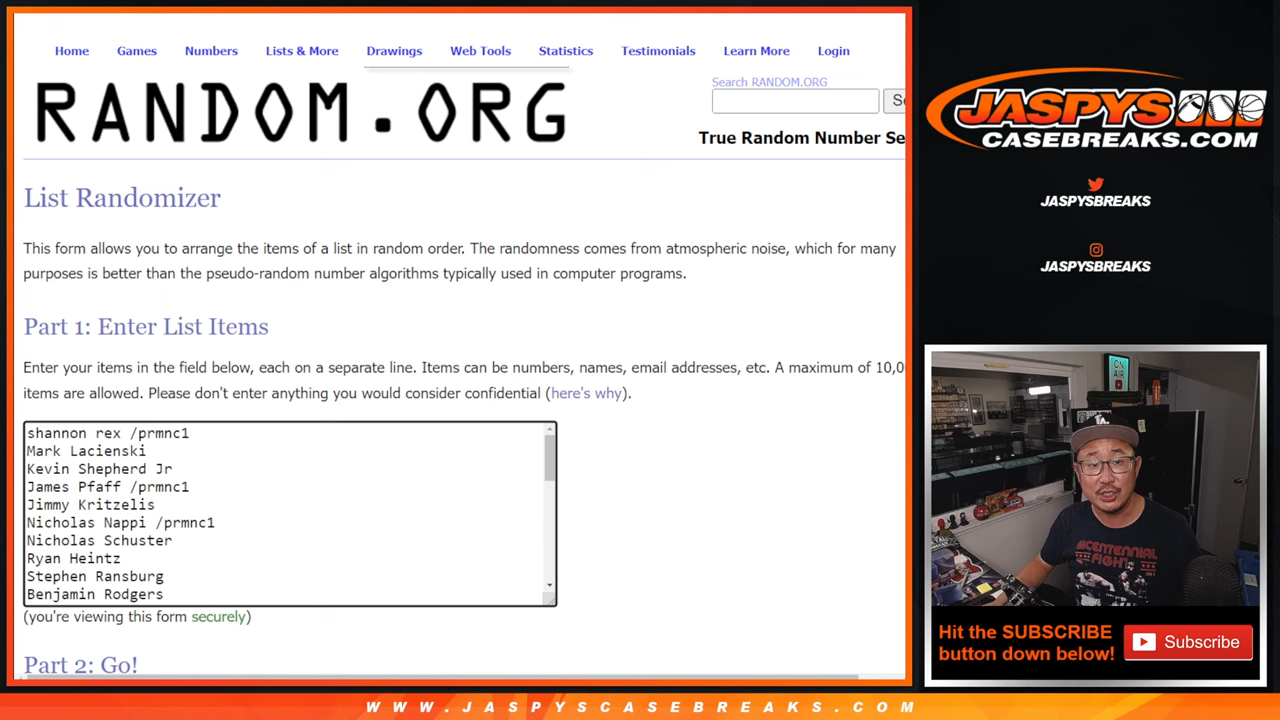 Home Games Numbers Lists & More Drawings Web Tools Statistics Testimonials Learn More Login
Search RANDOM.ORG
RANDOM.ORG
True Random Number Se
List Randomizer
This form allows you to arrange the items of a list in random order. The randomness comes from atmospheric noise, which for many
purposes is better than the pseudo-random number algorithms typically used in computer programs.
Part 1: Enter List Items
Enter your items in the field below, each on a separate line. Items can be numbers, names, email addresses, etc. A maximum of 10,0
items are allowed. Please don't enter anything you would consider confidential (here's why).
shannon rex /prmnc1
Mark Lacienski
Kevin Shepherd Jr
James Pfaff /prmnc1
Jimmy Kritzelis
Nicholas Nappi /prmnc1
Nicholas Schuster
Ryan Heintz
Stephen Ransburg
Benjamin Rodgers
(you're viewing this form securely)
Part 2: Go!
JASPYS
CASEBREAKS.COM
JASPYSBREAKS
JASPYSBREAKS
ON
AIR
BICENTENNIAL
FIGHT
Hit the SUBSCRIBE
button down below!
Subscribe
WWW.JASPYSCASEBREAKS.COM